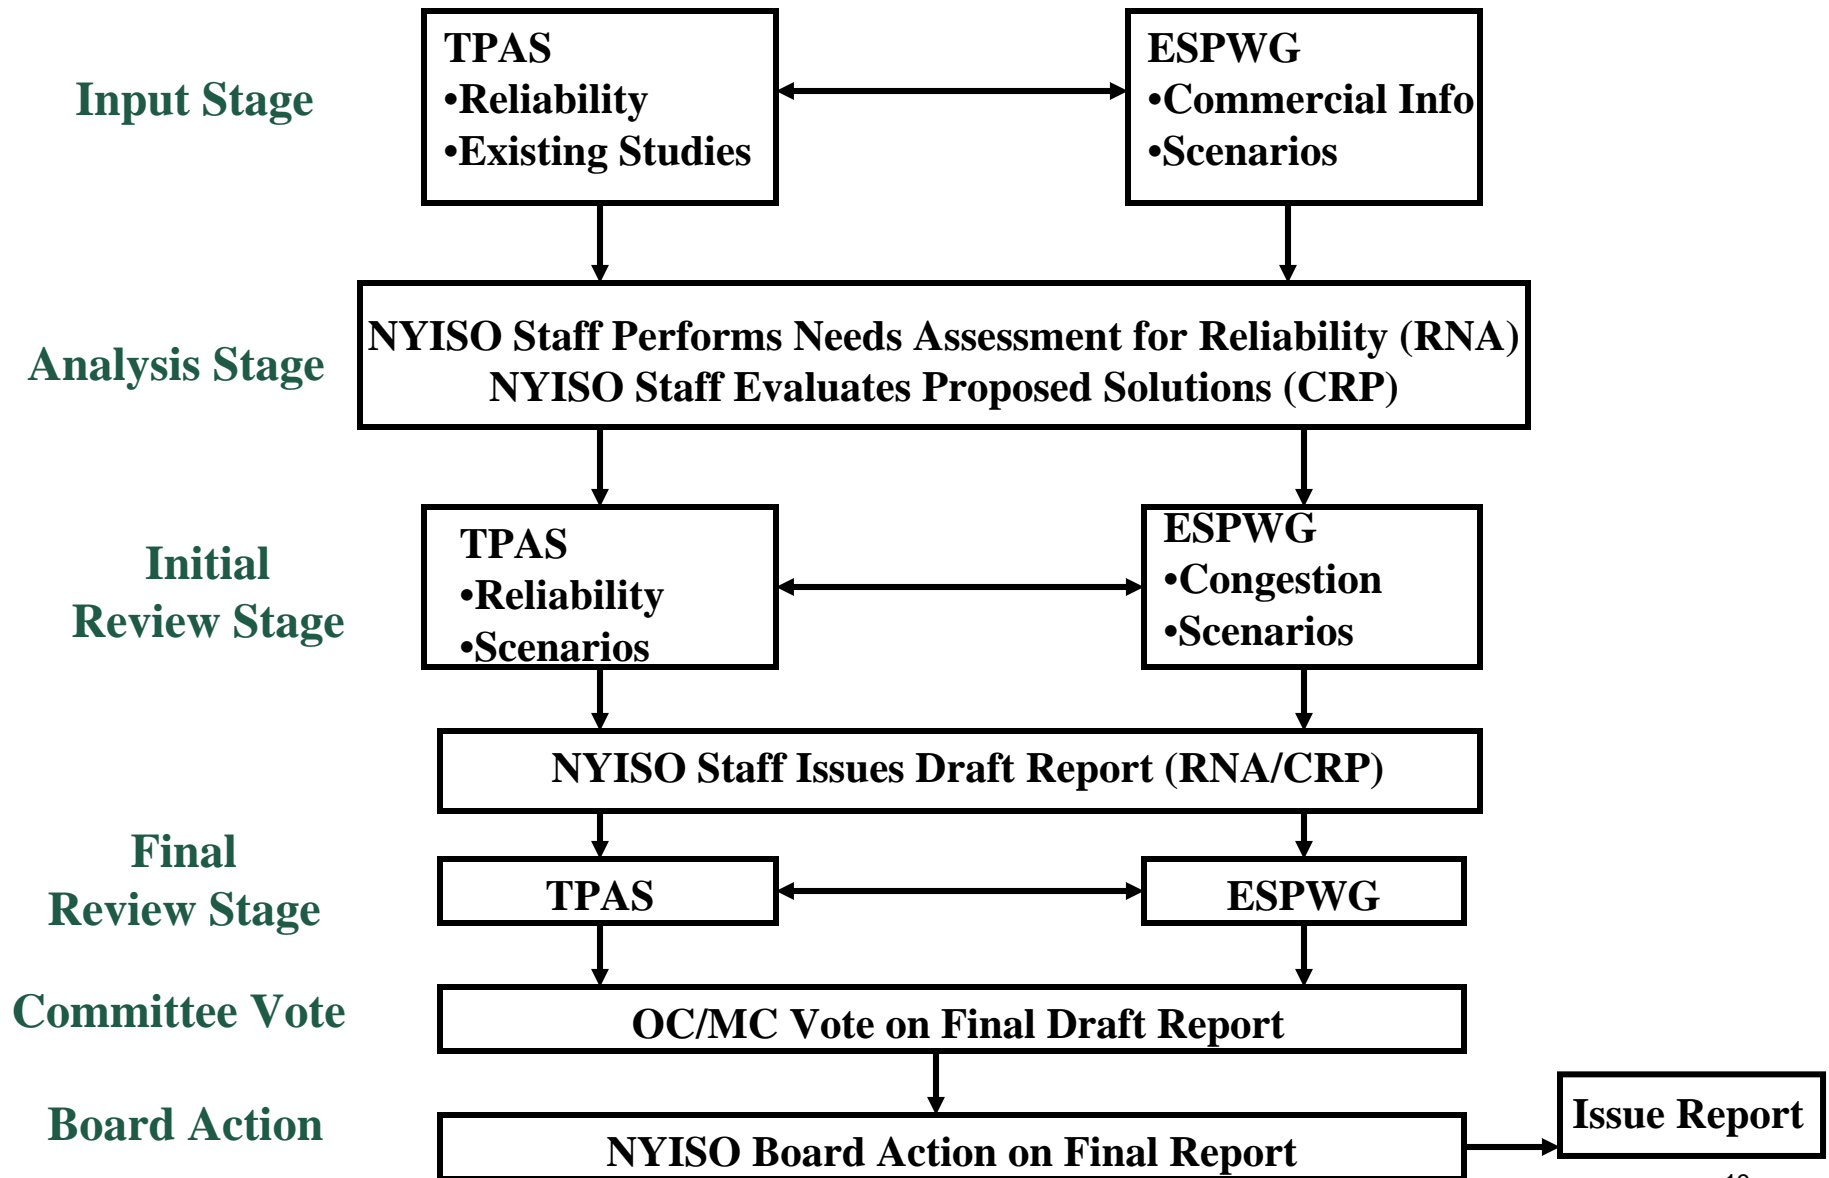 Input Stage
TPAS
•Reliability
•Existing Studies
ESPWG
•Commercial Info
•Scenarios
Analysis Stage
NYISO Staff Performs Needs Assessment for Reliability (RNA)
NYISO Staff Evaluates Proposed Solutions (CRP)
Initial
Review Stage
TPAS
•Reliability
•Scenarios
ESPWG
•Congestion
•Scenarios
NYISO Staff Issues Draft Report (RNA/CRP)
Final
Review Stage
TPAS
ESPWG
Committee Vote
OC/MC Vote on Final Draft Report
Board Action
NYISO Board Action on Final Report
Issue Report